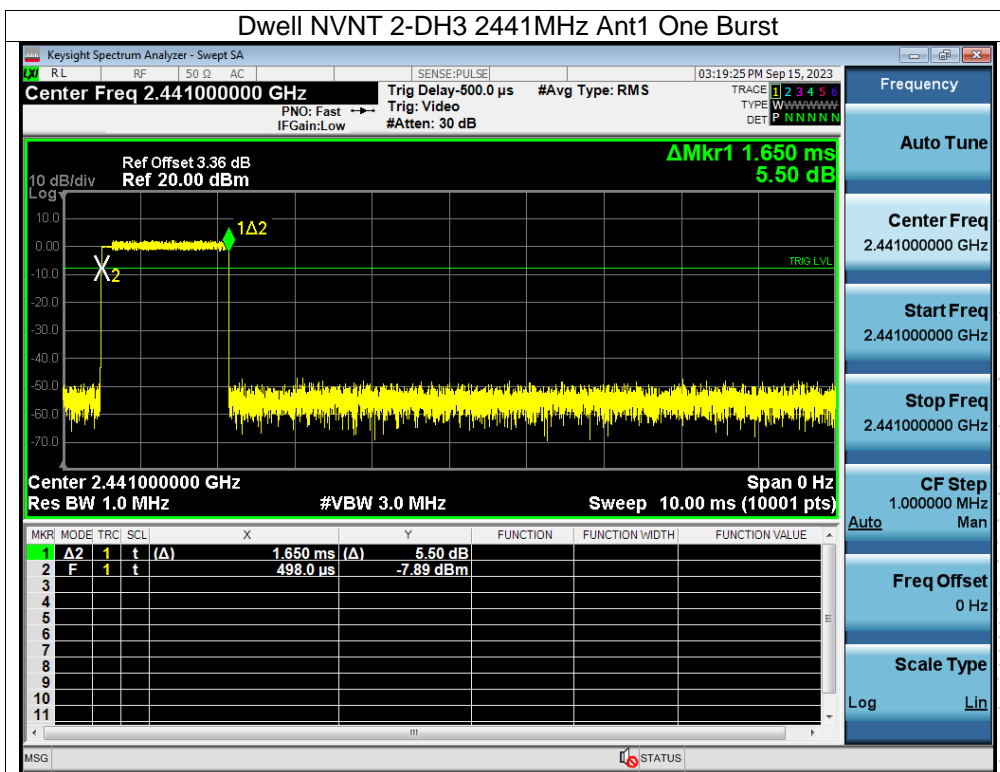 Dwell NVNT 2-DH3 2441MHz Ant1 One Burst
Keysight Spectrum Analyzer - Swept SA
LXI RL RF 50 Ω AC SENSE:PULSE 03:19:25 PM Sep 15, 2023
Center Freq 2.441000000 GHz
PNO: Fast
IFGain:Low
Trig Delay-500.0 µs
Trig: Video
#Atten: 30 dB
#Avg Type: RMS
TRACE 1 2 3 4 5 6
TYPE WWWWWW
DET P N N N N N
ΔMkr1 1.650 ms
5.50 dB
Ref Offset 3.36 dB
10 dB/div Ref 20.00 dBm
Log
10.0
0.00
-10.0
-20.0
-30.0
-40.0
-50.0
-60.0
-70.0
1Δ2
2
TRIG LVL
Center 2.441000000 GHz Span 0 Hz
Res BW 1.0 MHz #VBW 3.0 MHz Sweep 10.00 ms (10001 pts)
MKR MODE TRC SCL X Y FUNCTION FUNCTION WIDTH FUNCTION VALUE
1 Δ2 1 t (Δ) 1.650 ms (Δ) 5.50 dB
2 F 1 t 498.0 µs -7.89 dBm
3
4
5
6
7
8
9
10
11
MSG STATUS
Frequency
Auto Tune
Center Freq
2.441000000 GHz
Start Freq
2.441000000 GHz
Stop Freq
2.441000000 GHz
CF Step
1.000000 MHz
Auto Man
Freq Offset
0 Hz
Scale Type
Log Lin